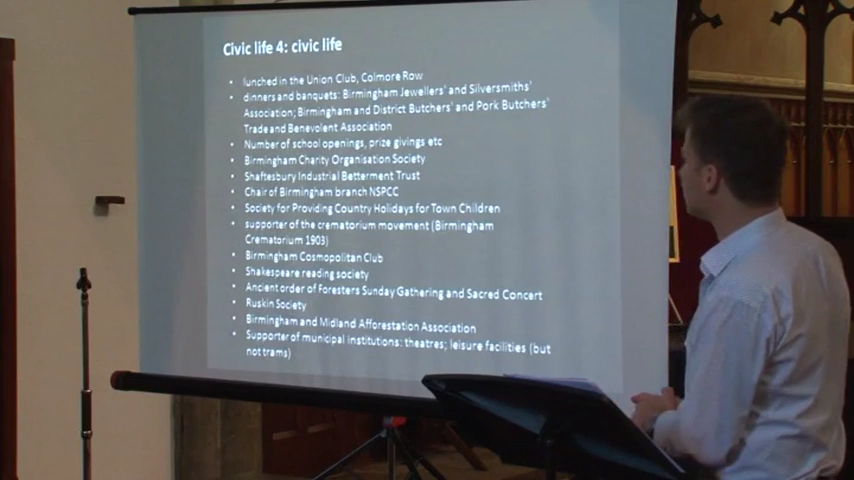 Civic life 4: civic life
• lunched in the Union Club, Colmore Row
• dinners and banquets: Birmingham Jewellers' and Silversmiths'
Association; Birmingham and District Butchers' and Pork Butchers'
Trade and Benevolent Association
• Number of school openings, prize givings etc
• Birmingham Charity Organisation Society
• Shaftesbury Industrial Betterment Trust
• Chair of Birmingham branch NSPCC
• Society for Providing Country Holidays for Town Children
• supporter of the crematorium movement (Birmingham
Crematorium 1903)
• Birmingham Cosmopolitan Club
• Shakespeare reading society
• Ancient order of Foresters Sunday Gathering and Sacred Concert
• Ruskin Society
• Birmingham and Midland Afforestation Association
• Supporter of municipal institutions: theatres; leisure facilities (but
not trams)